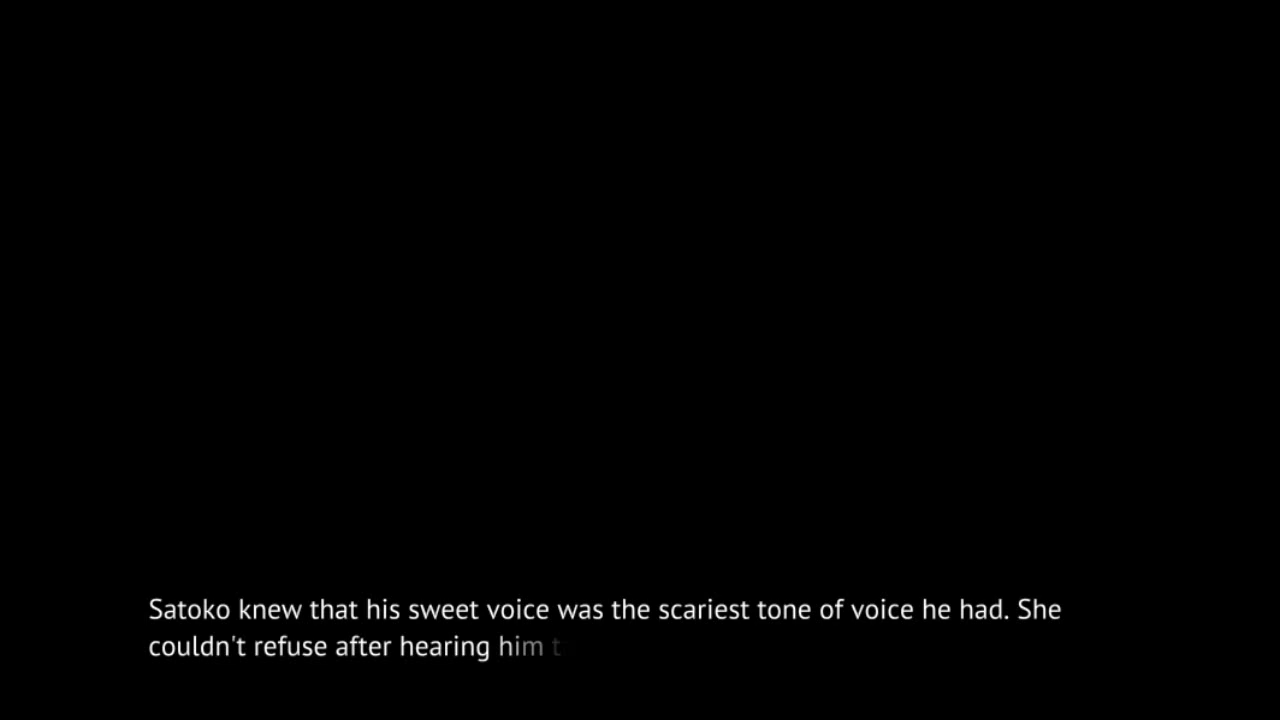 Satoko knew that his sweet voice was the scariest tone of voice he had. She
couldn't refuse after hearing him t